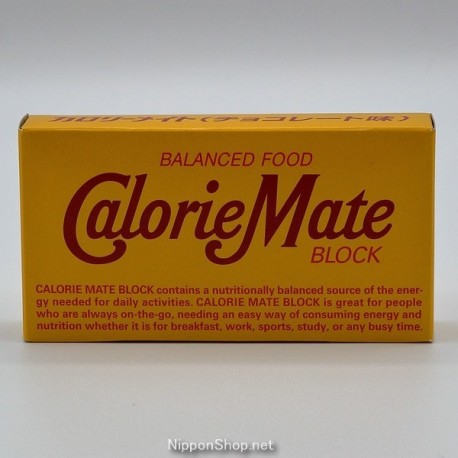 カロリーメイト(チョコレート味)
BALANCED FOOD
CalorieMate
BLOCK
CALORIE MATE BLOCK contains a nutritionally balanced source of the ener-
gy needed for daily activities. CALORIE MATE BLOCK is great for people
who are always on-the-go, needing an easy way of consuming energy and
nutrition whether it is for breakfast, work, sports, study, or any busy time.
NipponShop.net